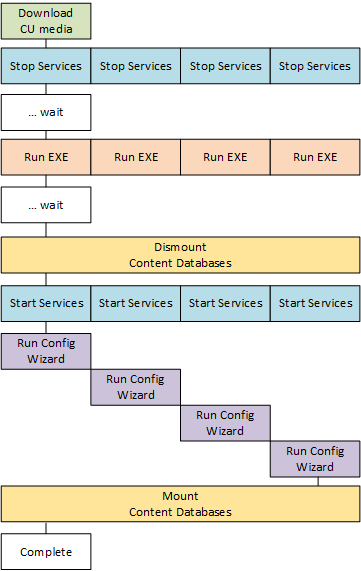 Download
CU media
Stop Services Stop Services Stop Services Stop Services
... wait
Run EXE Run EXE Run EXE Run EXE
... wait
Dismount
Content Databases
Start Services Start Services Start Services Start Services
Run Config
Wizard
Run Config
Wizard
Run Config
Wizard
Run Config
Wizard
Mount
Content Databases
Complete